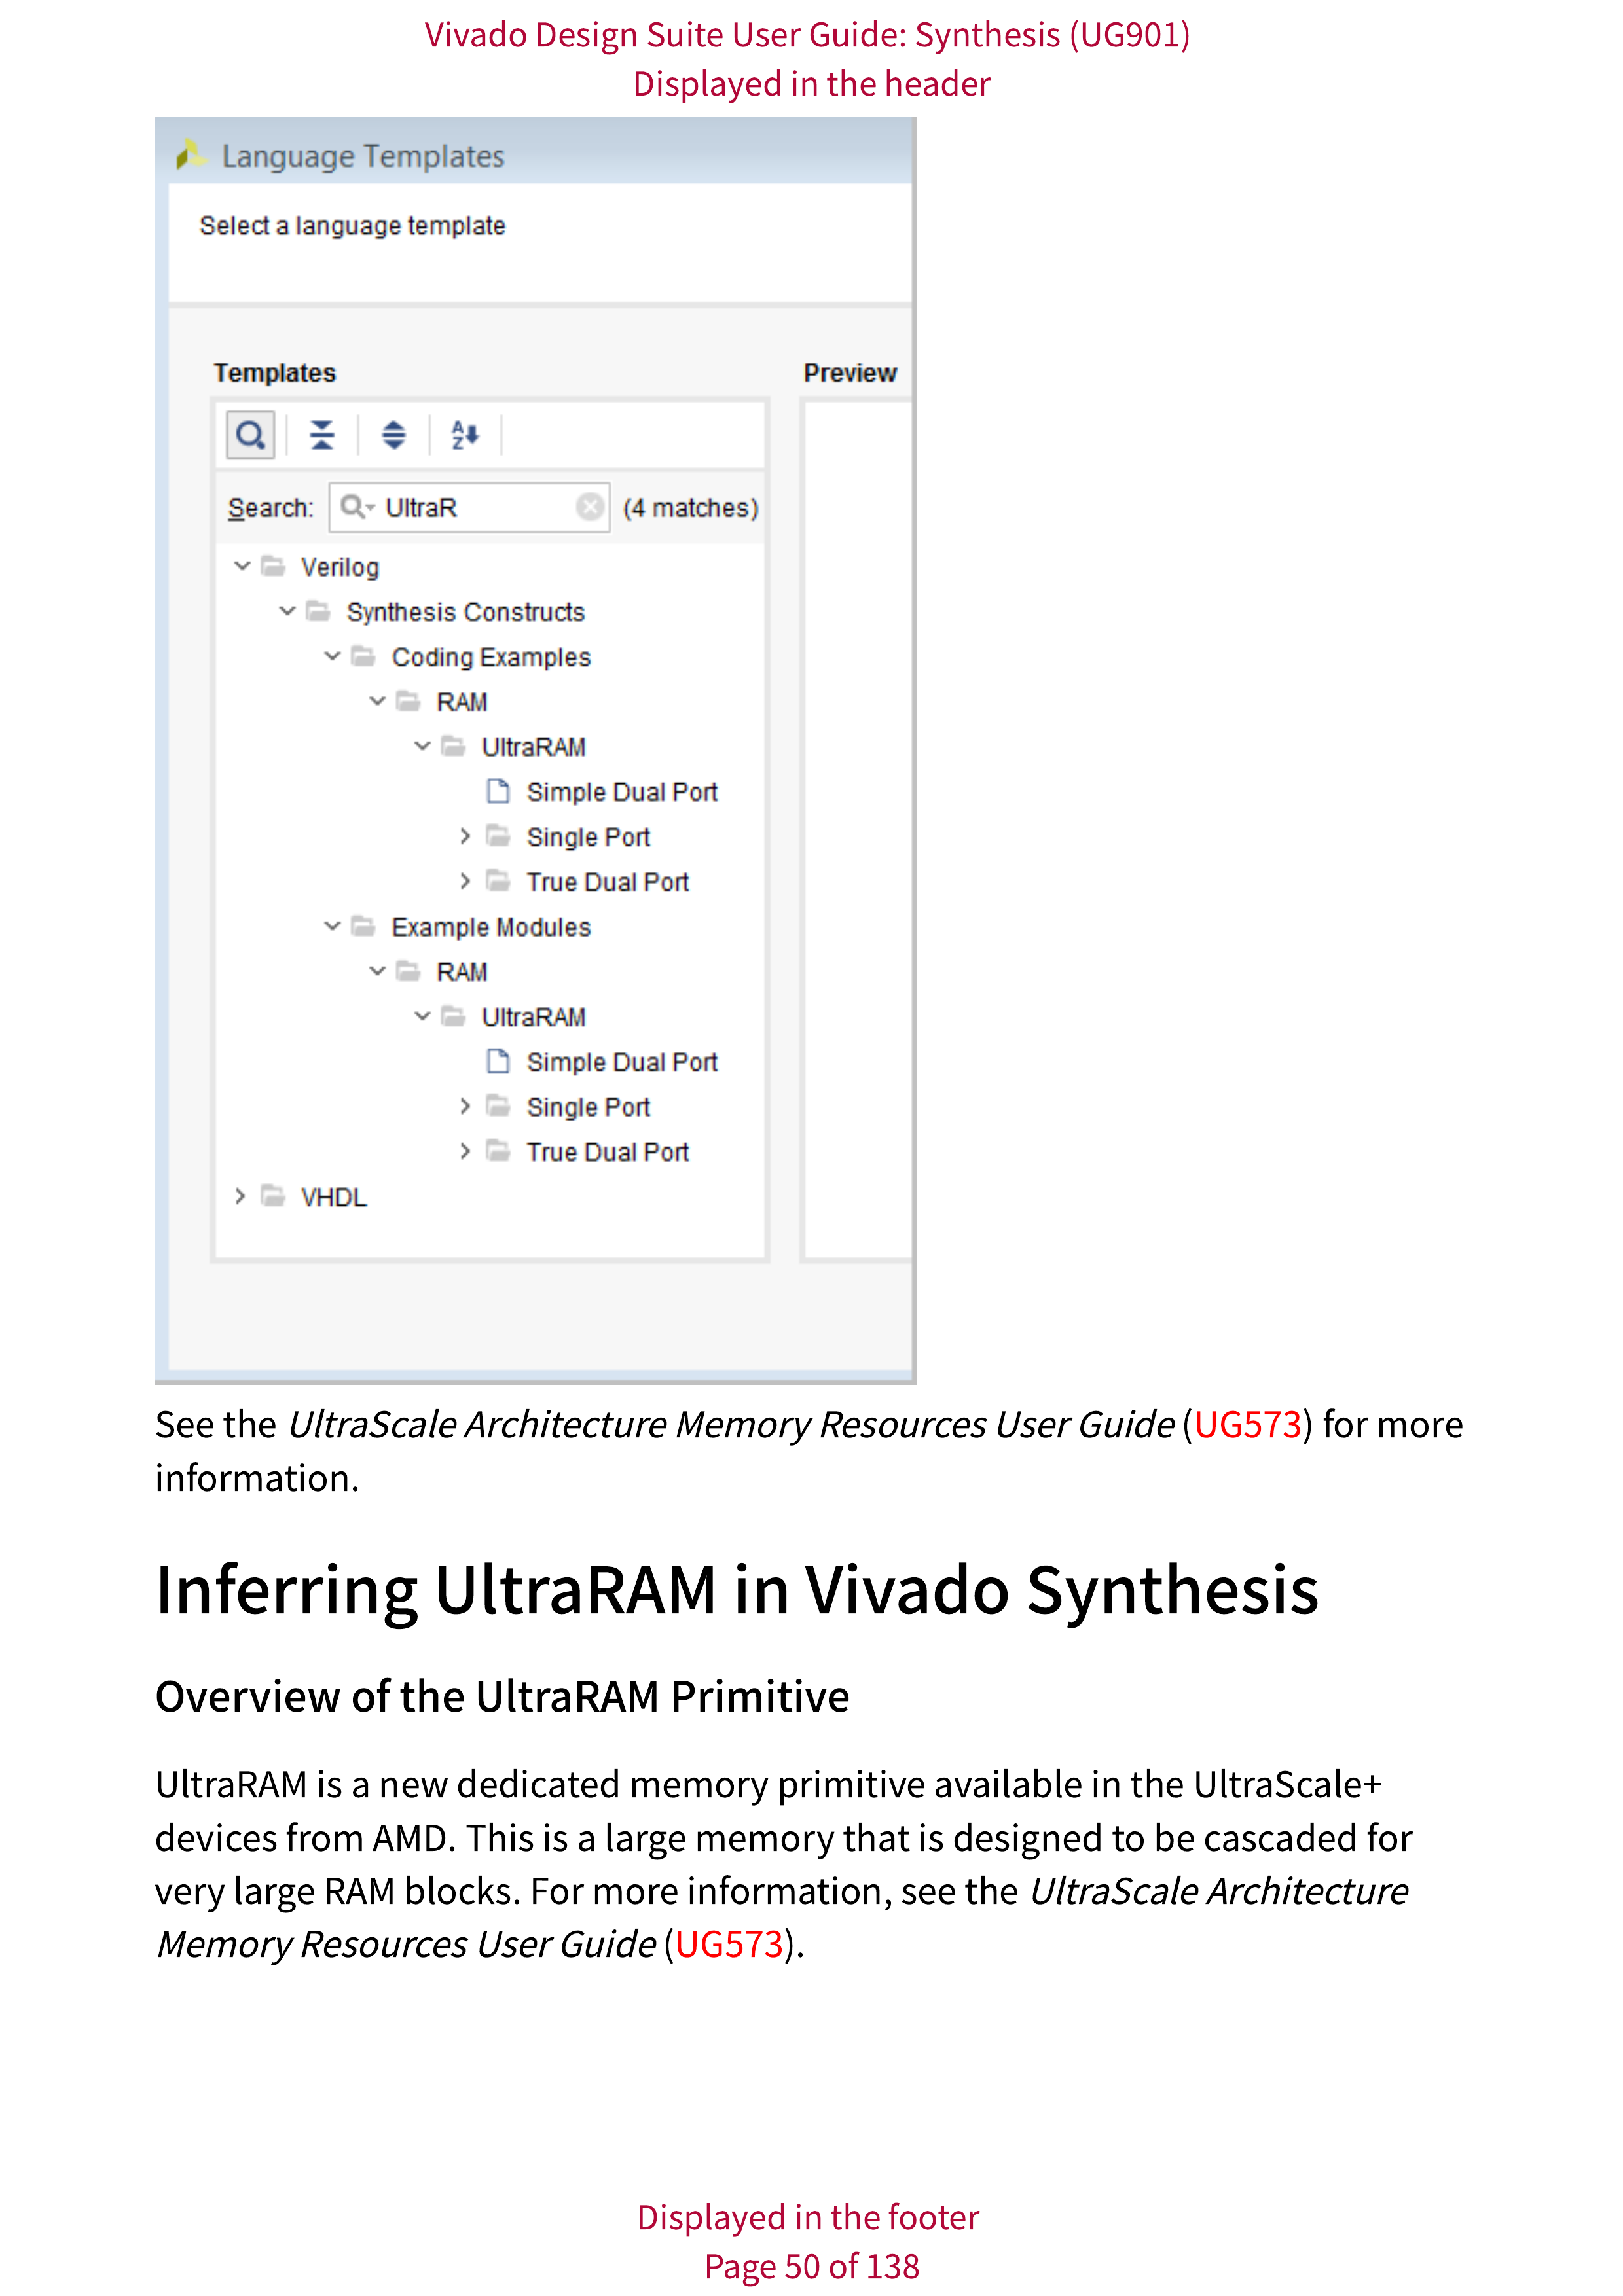 Vivado Design Suite User Guide: Synthesis (UG901)
Displayed in the header
Language Templates
Select a language template
Templates
Preview
Search: UltraR (4 matches)
Verilog
Synthesis Constructs
Coding Examples
RAM
UltraRAM
Simple Dual Port
Single Port
True Dual Port
Example Modules
RAM
UltraRAM
Simple Dual Port
Single Port
True Dual Port
VHDL
See the UltraScale Architecture Memory Resources User Guide (UG573) for more
information.
Inferring UltraRAM in Vivado Synthesis
Overview of the UltraRAM Primitive
UltraRAM is a new dedicated memory primitive available in the UltraScale+
devices from AMD. This is a large memory that is designed to be cascaded for
very large RAM blocks. For more information, see the UltraScale Architecture
Memory Resources User Guide (UG573).
Displayed in the footer
Page 50 of 138